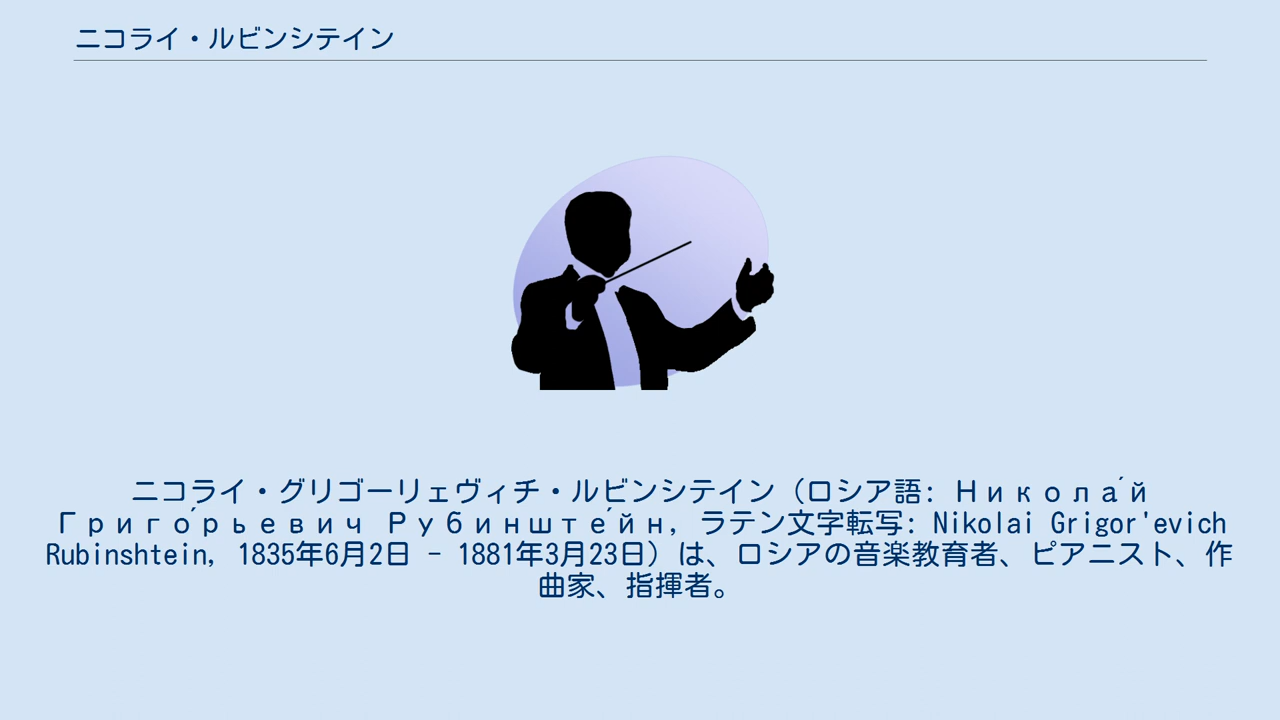 ニコライ・ルビンシテイン
ニコライ・グリゴーリェヴィチ・ルビンシテイン（ロシア語: Никола́й
Григо́рьевич Рубинште́йн, ラテン文字転写: Nikolai Grigor'evich
Rubinshtein, 1835年6月2日 - 1881年3月23日）は、ロシアの音楽教育者、ピアニスト、作
曲家、指揮者。